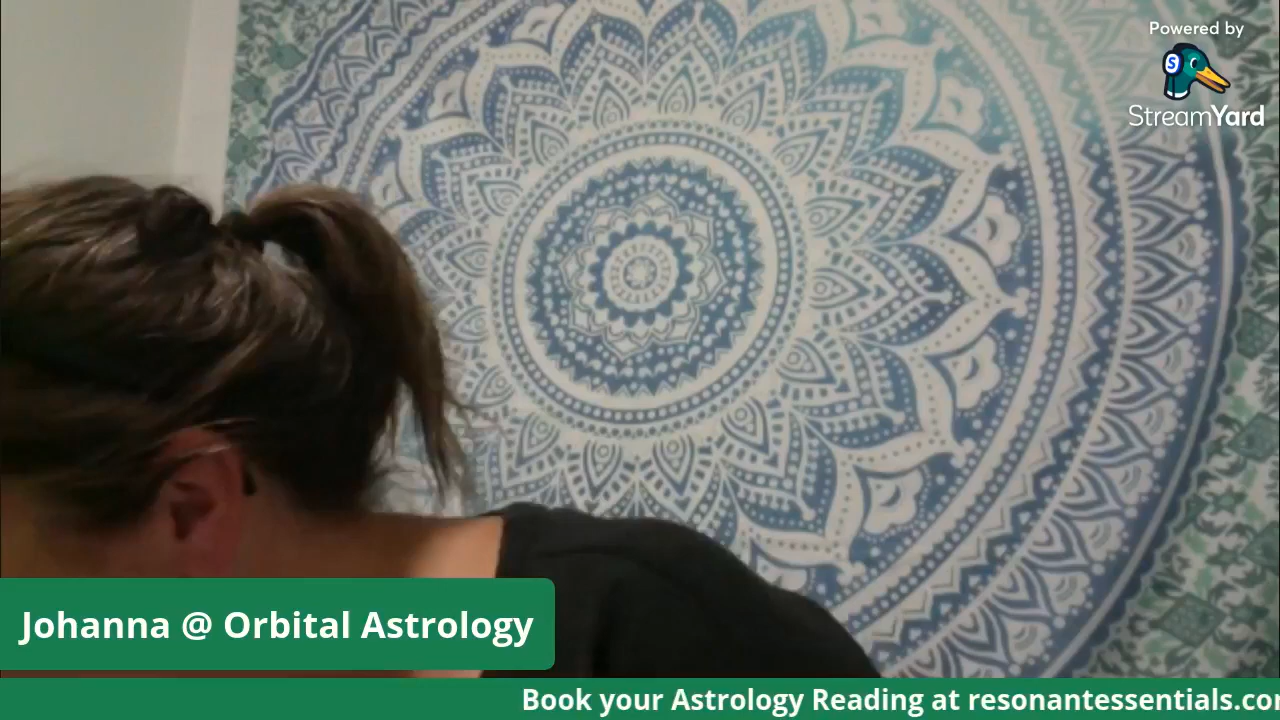 Powered by
StreamYard
Johanna @ Orbital Astrology
Book your Astrology Reading at resonantessentials.co